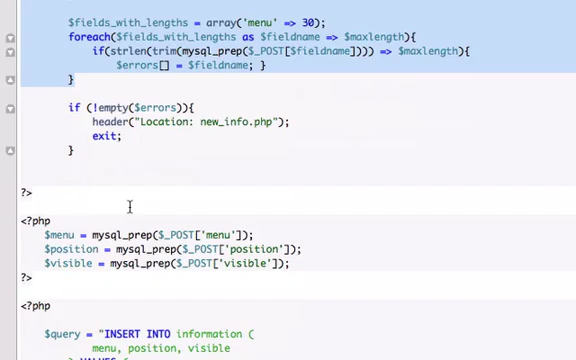 $fields_with_lengths = array('menu' => 30);
foreach($fields_with_lengths as $fieldname => $maxlength){
if(strlen(trim(mysql_prep($_POST[$fieldname]))) => $maxlength){
$errors[] = $fieldname; }
}
if (!empty($errors)){
header("Location: new_info.php");
exit;
}
?>
<?php
$menu = mysql_prep($_POST['menu']);
$position = mysql_prep($_POST['position']);
$visible = mysql_prep($_POST['visible']);
?>
<?php
$query = "INSERT INTO information (
menu, position, visible
) VALUES (